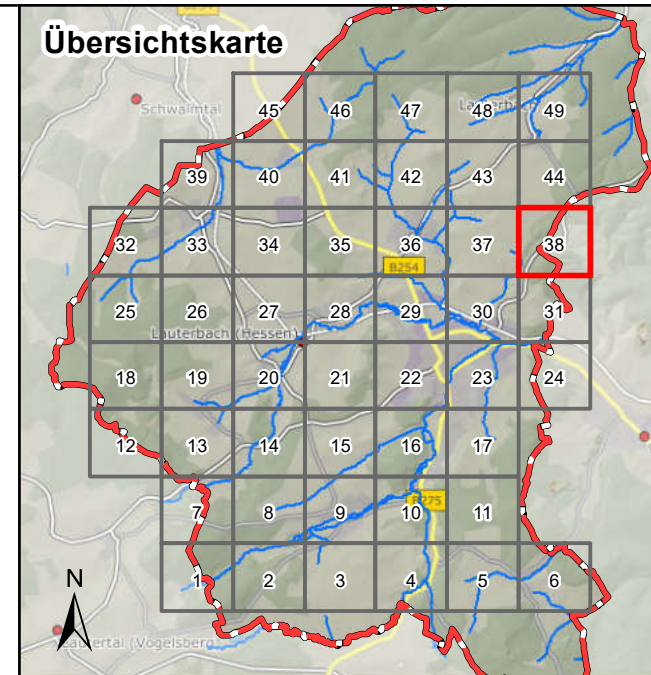 Übersichtskarte
Schwalmtal
45 46 47 48 49
Lauterbach
39 40 41 42 43 44
32 33 34 35 36 37 38
B254
25 26 27 28 29 30 31
Lauterbach (Hessen)
18 19 20 21 22 23 24
12 13 14 15 16 17
7 8 9 10 11
B275
N
1 2 3 4 5 6
Lautertal (Vogelsberg)